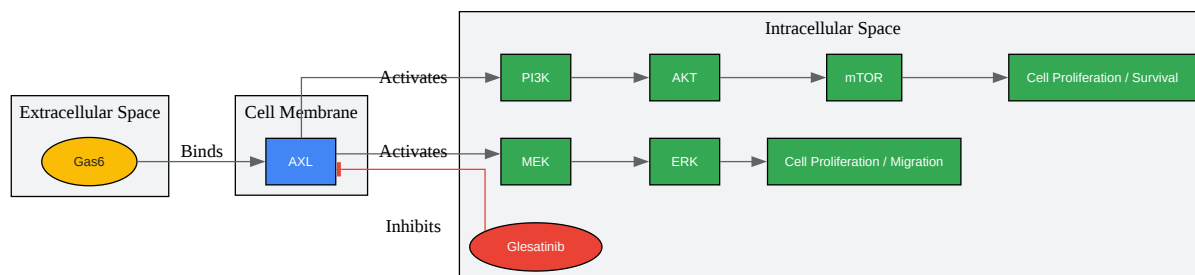 Intracellular Space
Activates
PI3K
AKT
mTOR
Cell Proliferation / Survival
Extracellular Space
Cell Membrane
Gas6
Binds
AXL
Activates
MEK
ERK
Cell Proliferation / Migration
Inhibits
Glesatinib